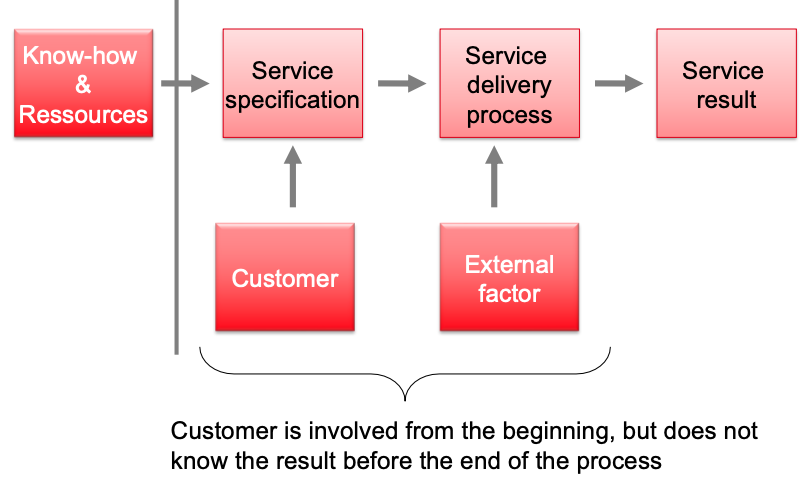 Know-how
&
Ressources
Service
specification
Service
delivery
process
Service
result
Customer
External
factor
Customer is involved from the beginning, but does not
know the result before the end of the process